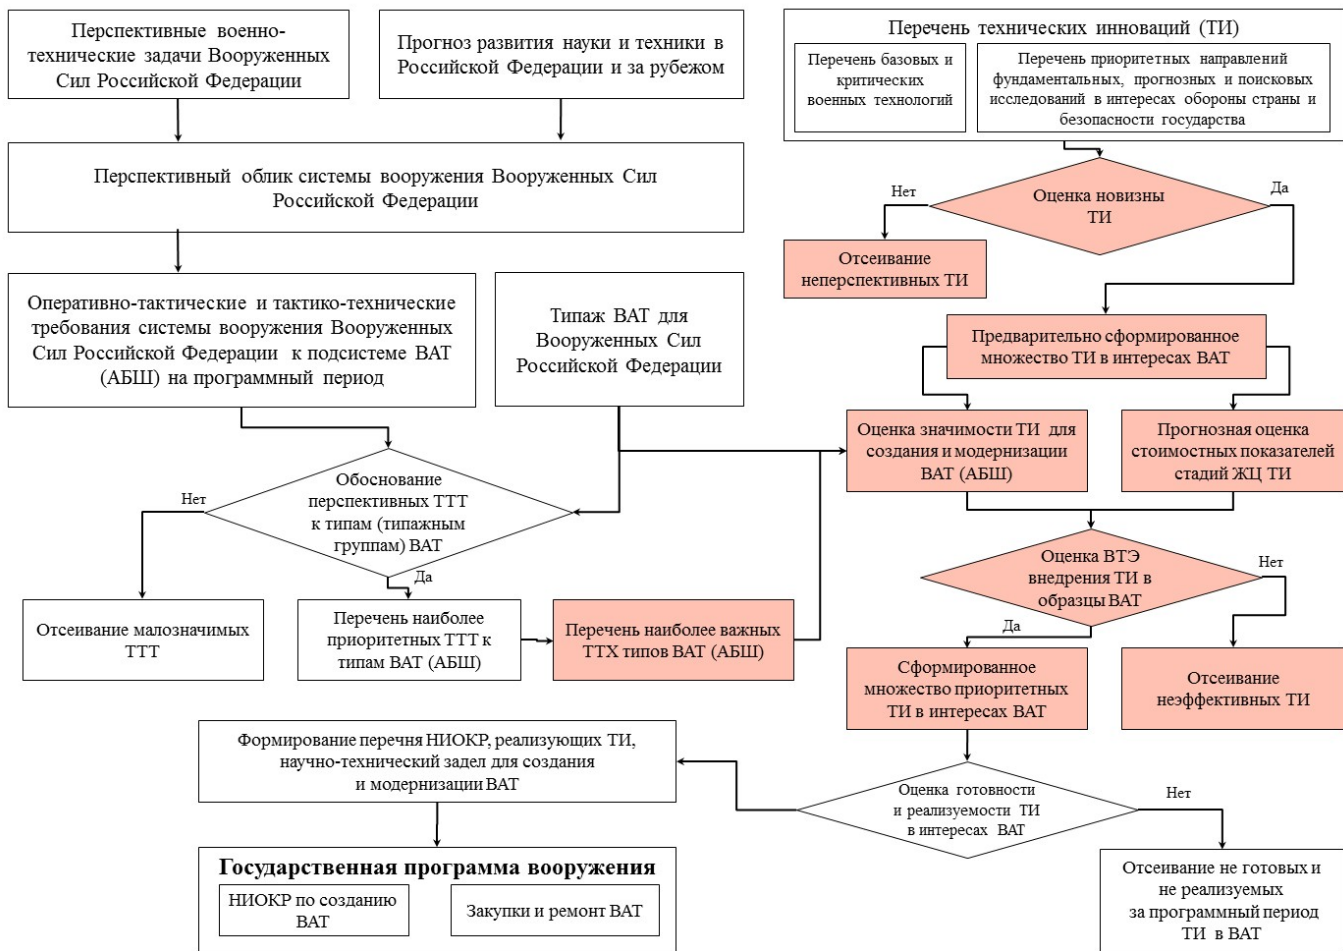 Перспективные военно-
технические задачи Вооруженных
Сил Российской Федерации
Прогноз развития науки и техники в
Российской Федерации и за рубежом
Перспективный облик системы вооружения Вооруженных Сил
Российской Федерации
Оперативно-тактические и тактико-технические
требования системы вооружения Вооруженных
Сил Российской Федерации к подсистеме ВАТ
(АБШ) на программный период
Типаж ВАТ для
Вооруженных Сил
Российской Федерации
Нет
Обоснование
перспективных ТТТ
к типам (типажным
группам) ВАТ
Да
Отсеивание малозначимых
ТТТ
Перечень наиболее
приоритетных ТТТ к
типам ВАТ (АБШ)
Перечень наиболее важных
ТТХ типов ВАТ (АБШ)
Перечень технических инноваций (ТИ)
Перечень базовых и
критических
военных технологий
Перечень приоритетных направлений
фундаментальных, прогнозных и поисковых
исследований в интересах обороны страны и
безопасности государства
Нет
Оценка новизны
ТИ
Да
Отсеивание
неперспективных ТИ
Предварительно сформированное
множество ТИ в интересах ВАТ
Оценка значимости ТИ для
создания и модернизации
ВАТ (АБШ)
Прогнозная оценка
стоимостных показателей
стадий ЖЦ ТИ
Оценка ВТЭ
внедрения ТИ в
образцы ВАТ
Нет
Да
Сформированное
множество приоритетных
ТИ в интересах ВАТ
Отсеивание
неэффективных ТИ
Оценка готовности
и реализуемости ТИ
в интересах ВАТ
Нет
Отсеивание не готовых и
не реализуемых
за программный период
ТИ в ВАТ
Формирование перечня НИОКР, реализующих ТИ,
научно-технический задел для создания
и модернизации ВАТ
Государственная программа вооружения
НИОКР по созданию
ВАТ
Закупки и ремонт ВАТ